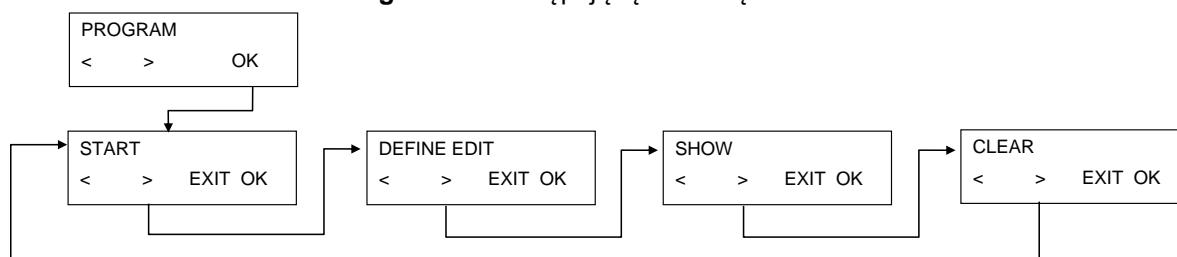 PROGRAM
< > OK
START
< > EXIT OK
DEFINE EDIT
< > EXIT OK
SHOW
< > EXIT OK
CLEAR
< > EXIT OK